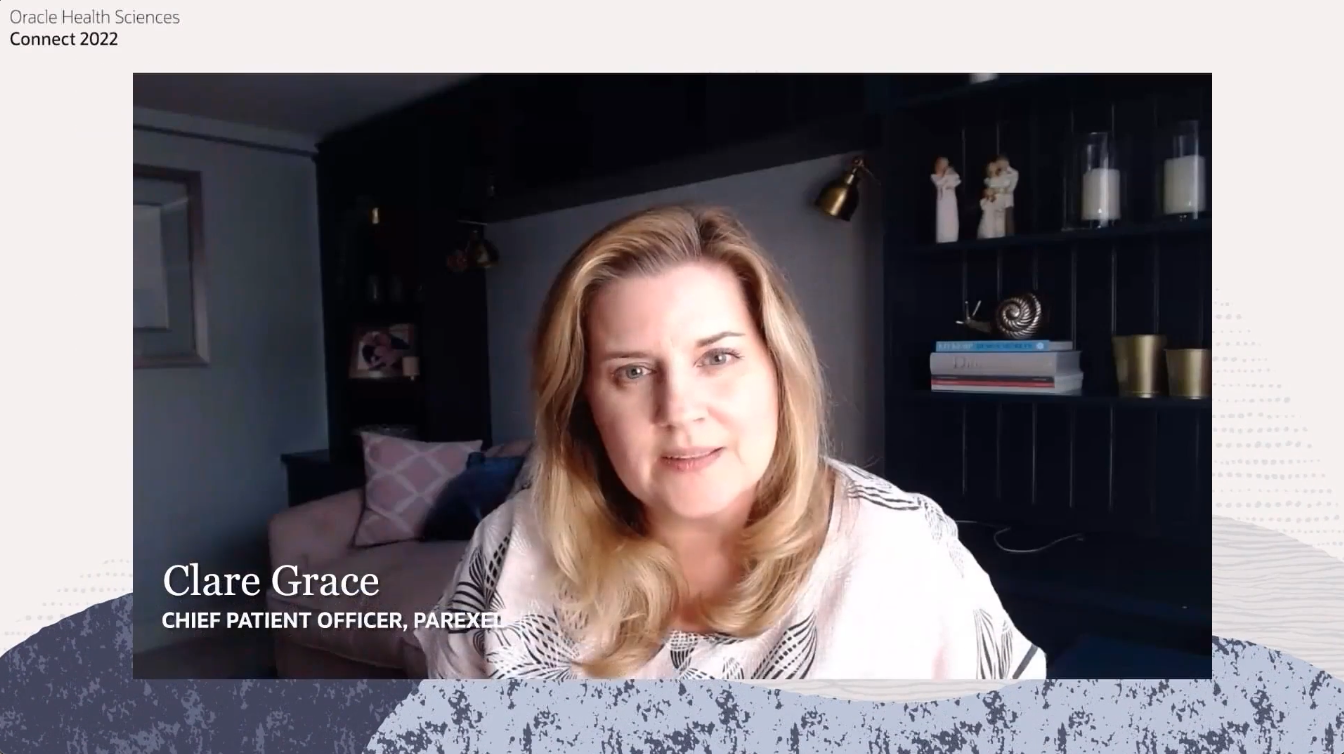 Oracle Health Sciences
Connect 2022
Clare Grace
CHIEF PATIENT OFFICER, PAREXEL